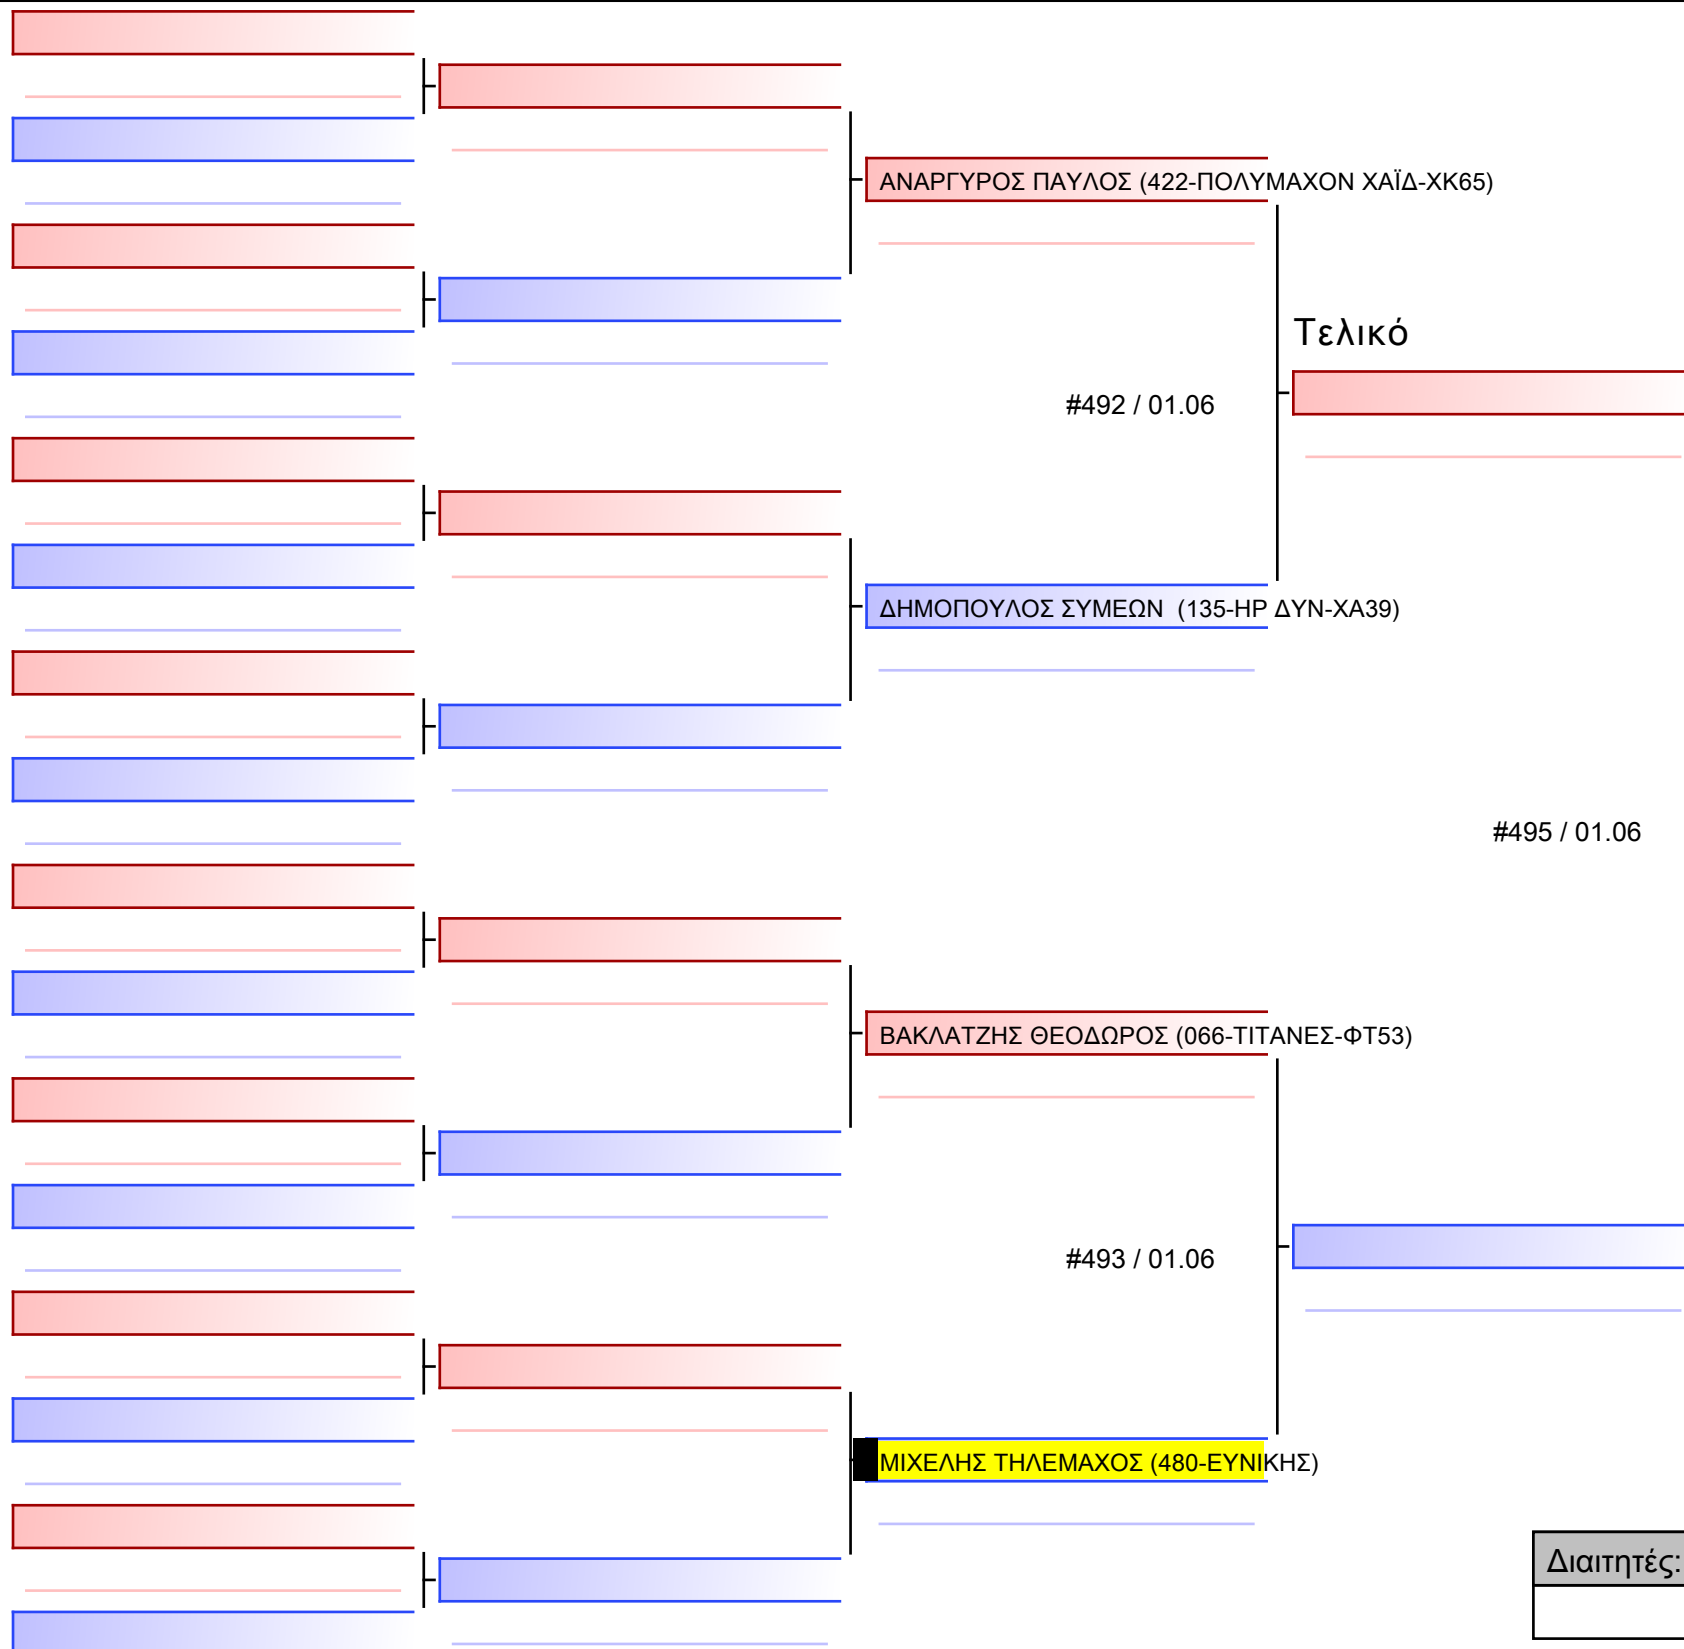 ΑΝΑΡΓΥΡΟΣ ΠΑΥΛΟΣ (422-ΠΟΛΥΜΑΧΟΝ ΧΑΪΔ-ΧΚ65)
Τελικό
#492 / 01.06
ΔΗΜΟΠΟΥΛΟΣ ΣΥΜΕΩΝ  (135-ΗΡ ΔΥΝ-ΧΑ39)
#495 / 01.06
ΒΑΚΛΑΤΖΗΣ ΘΕΟΔΩΡΟΣ (066-ΤΙΤΑΝΕΣ-ΦΤ53)
#493 / 01.06
ΜΙΧΕΛΗΣ ΤΗΛΕΜΑΧΟΣ (480-ΕΥΝΙΚΗΣ)
Διαιτητές: